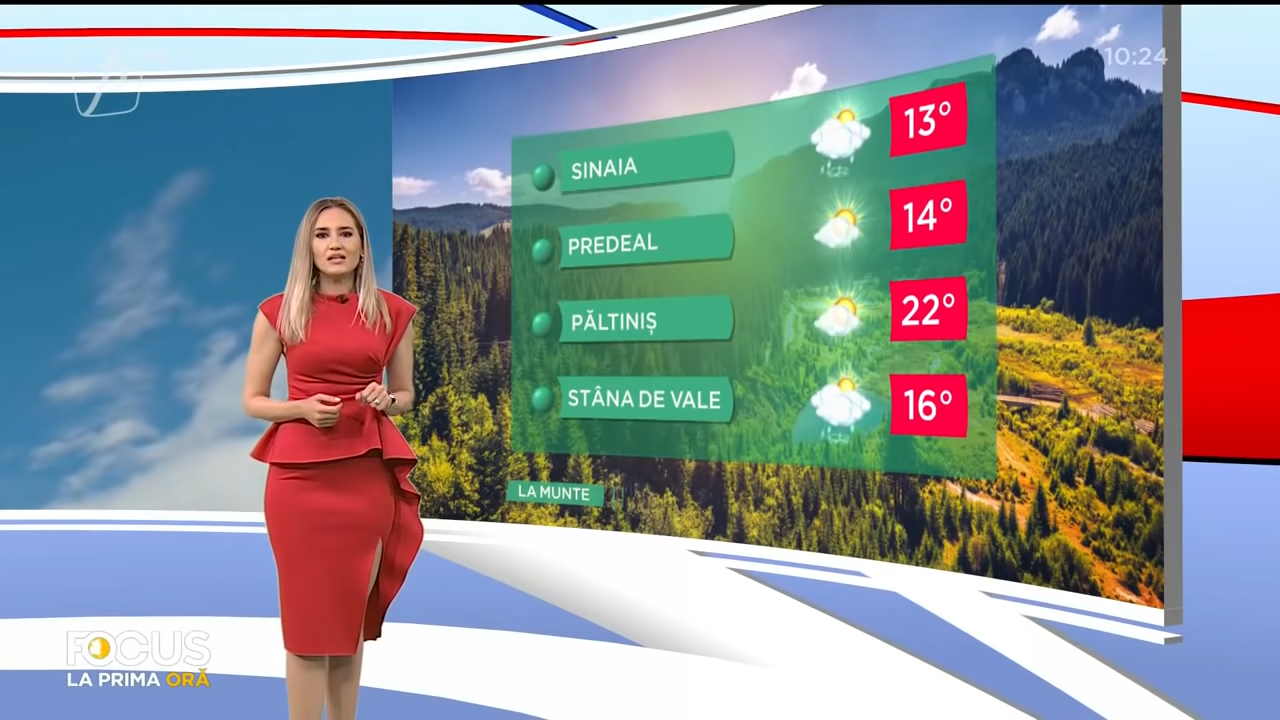 10:24
SINAIA
13°
PREDEAL
14°
PĂLTINIȘ
22°
STÂNA DE VALE
16°
LA MUNTE
FOCUS
LA PRIMA ORĂ